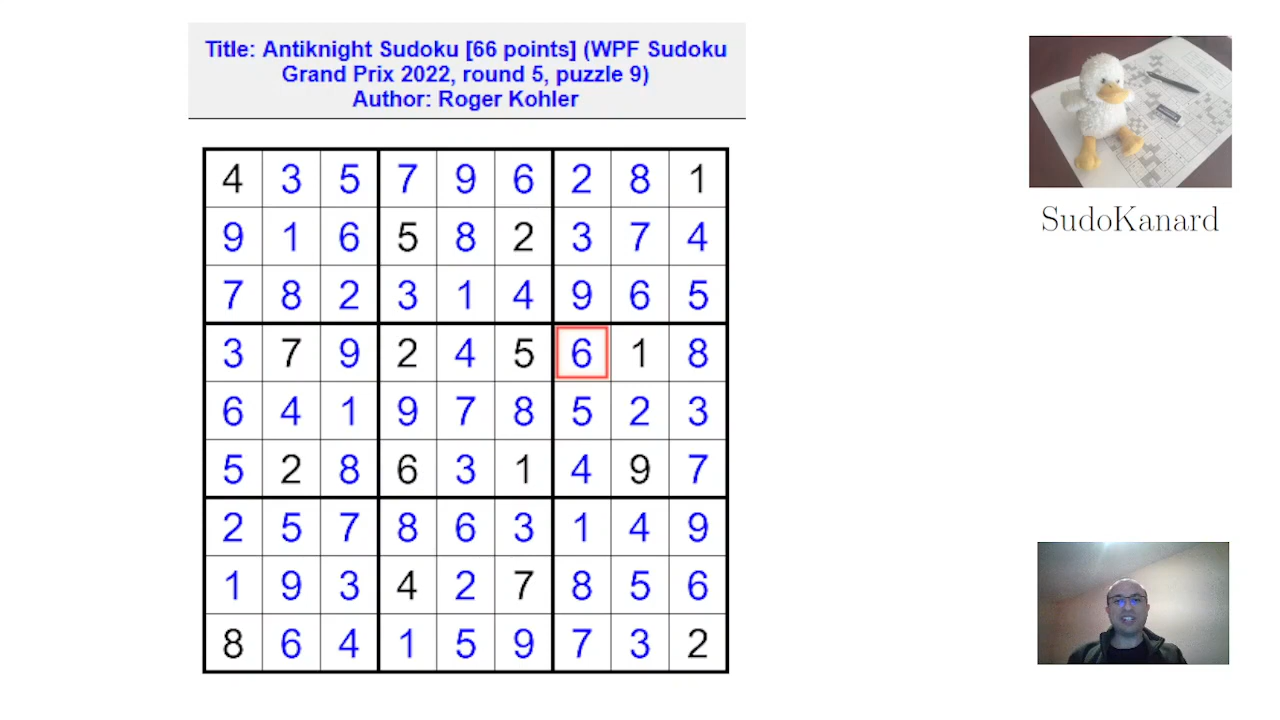 Title: Antiknight Sudoku [66 points] (WPF Sudoku
Grand Prix 2022, round 5, puzzle 9)
Author: Roger Kohler
SudoKanard
4 3 5 7 9 6 2 8 1
9 1 6 5 8 2 3 7 4
7 8 2 3 1 4 9 6 5
3 7 9 2 4 5 6 1 8
6 4 1 9 7 8 5 2 3
5 2 8 6 3 1 4 9 7
2 5 7 8 6 3 1 4 9
1 9 3 4 2 7 8 5 6
8 6 4 1 5 9 7 3 2